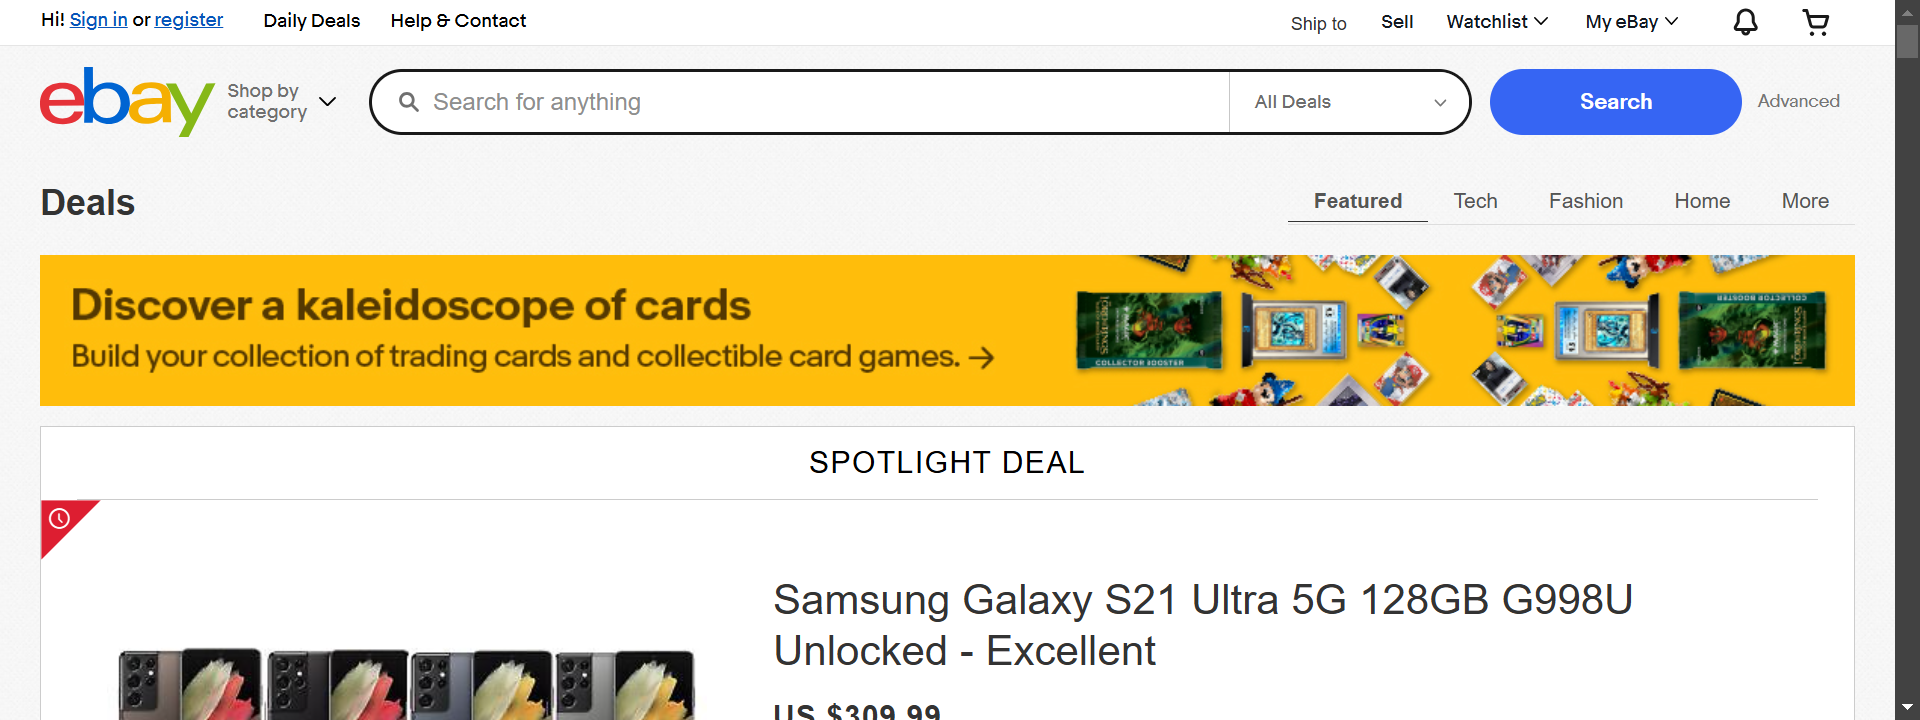 Hi! Sign in or register
Daily Deals
Help & Contact
Ship to
Sell
Watchlist
My eBay
ebay
Shop by
category
Search for anything
All Deals
Search
Advanced
Deals
Featured
Tech
Fashion
Home
More
Discover a kaleidoscope of cards
Build your collection of trading cards and collectible card games. →
COLLECTOR BOOSTER
SPOTLIGHT DEAL
Samsung Galaxy S21 Ultra 5G 128GB G998U
Unlocked - Excellent
US $309.99